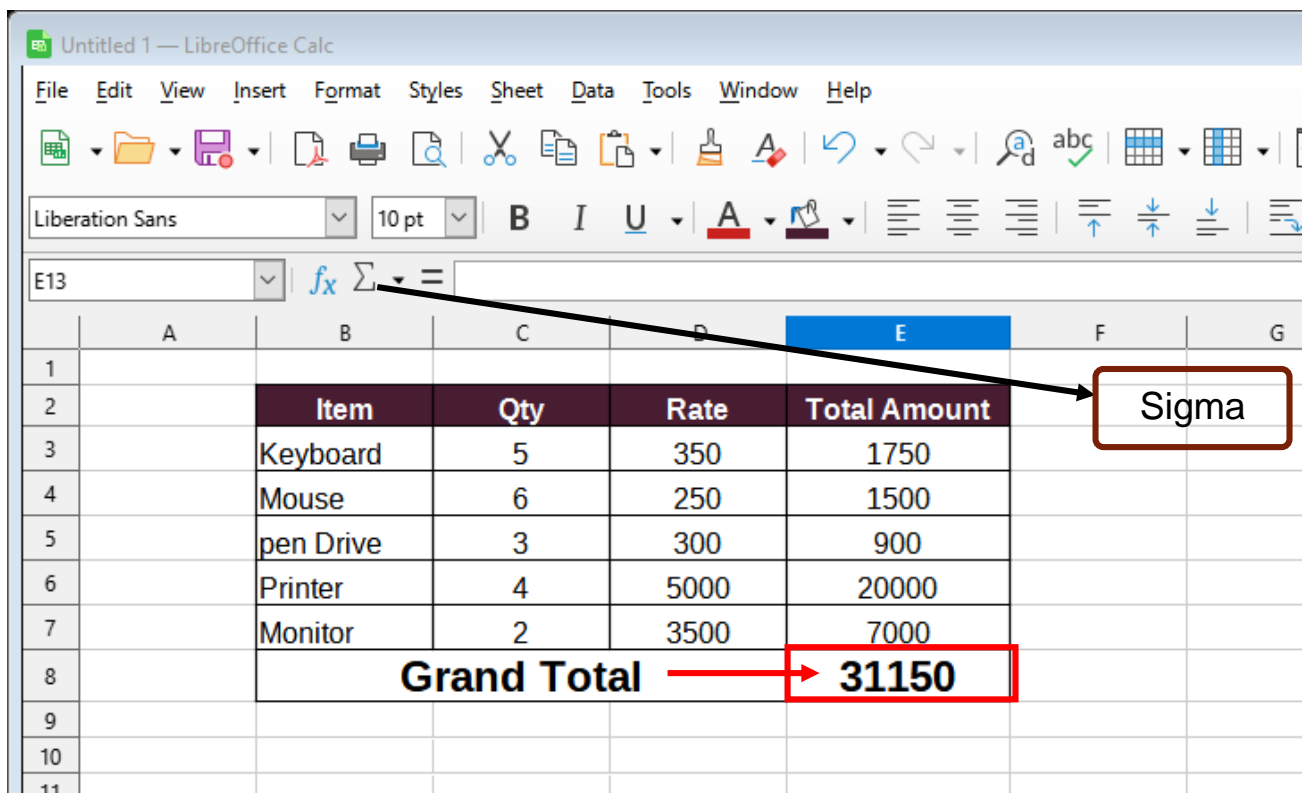 Untitled 1 — LibreOffice Calc
File Edit View Insert Format Styles Sheet Data Tools Window Help
abc
Liberation Sans 10 pt B I U A
E13 fx Σ =
A B C D E F G
1
2 Item Qty Rate Total Amount Sigma
3 Keyboard 5 350 1750
4 Mouse 6 250 1500
5 pen Drive 3 300 900
6 Printer 4 5000 20000
7 Monitor 2 3500 7000
8 Grand Total 31150
9
10
11